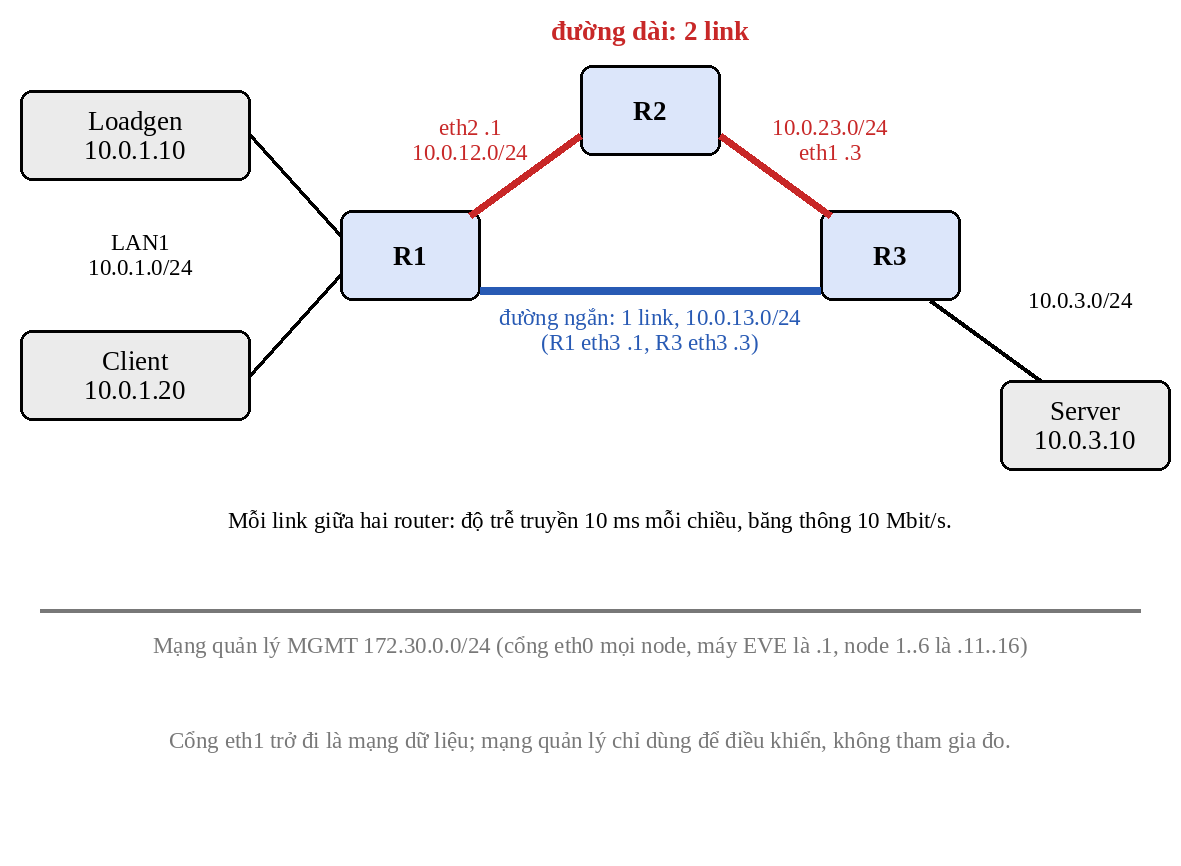 đường dài: 2 link
R2
Loadgen
10.0.1.10
eth2 .1
10.0.12.0/24
10.0.23.0/24
eth1 .3
LAN1
10.0.1.0/24
R1
R3
đường ngắn: 1 link, 10.0.13.0/24
(R1 eth3 .1, R3 eth3 .3)
10.0.3.0/24
Client
10.0.1.20
Server
10.0.3.10
Mỗi link giữa hai router: độ trễ truyền 10 ms mỗi chiều, băng thông 10 Mbit/s.
Mạng quản lý MGMT 172.30.0.0/24 (cổng eth0 mọi node, máy EVE là .1, node 1..6 là .11..16)
Cổng eth1 trở đi là mạng dữ liệu; mạng quản lý chỉ dùng để điều khiển, không tham gia đo.